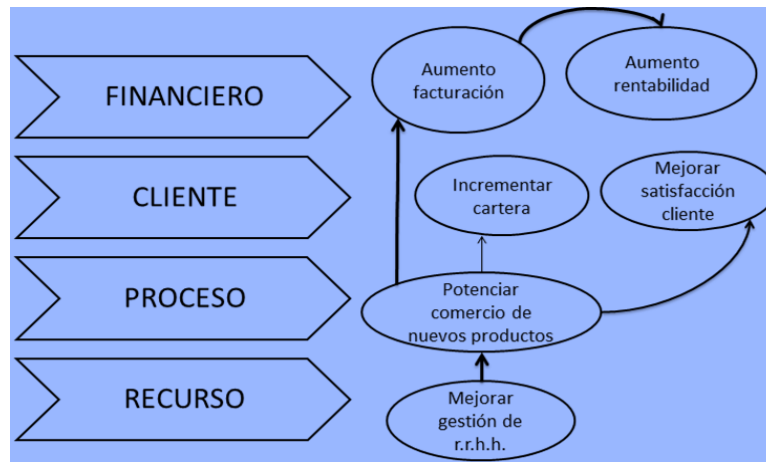 FINANCIERO
Aumento
facturación
Aumento
rentabilidad
CLIENTE
Incrementar
cartera
Mejorar
satisfacción
cliente
PROCESO
Potenciar
comercio de
nuevos productos
RECURSO
Mejorar
gestión de
r.r.h.h.